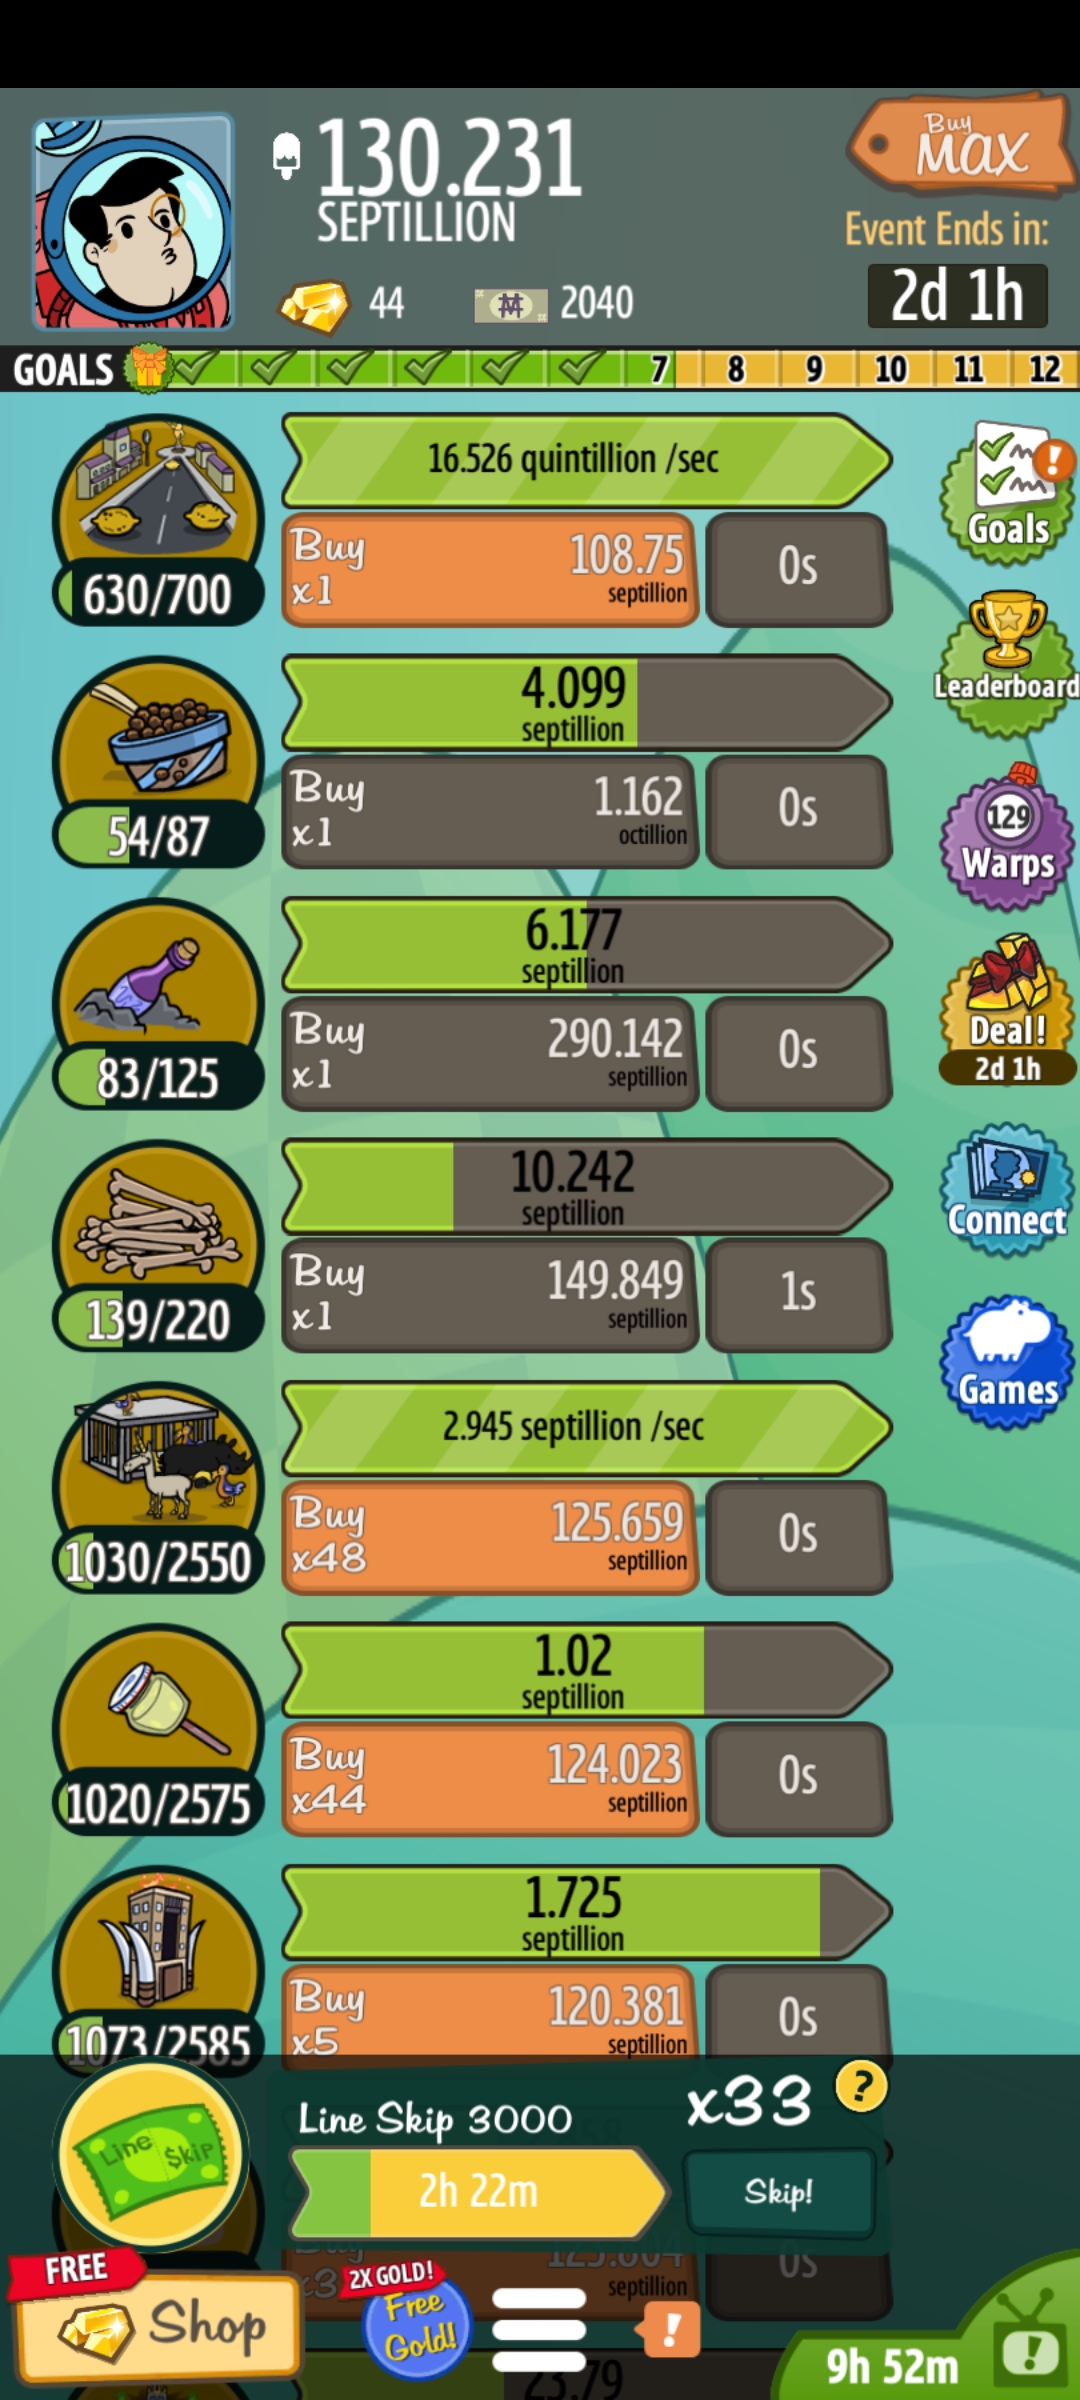 130.231
SEPTILLION
Buy
MAX
Event Ends in:
2d 1h
44
2040
GOALS 7 8 9 10 11 12
16.526 quintillion /sec
Buy
x1
108.75
septillion
0s
630/700
Goals
4.099
septillion
Buy
x1
1.162
octillion
0s
54/87
Leaderboard
6.177
septillion
Buy
x1
290.142
septillion
0s
83/125
129
Warps
10.242
septillion
Buy
x1
149.849
septillion
1s
139/220
Deal!
2d 1h
2.945 septillion /sec
Buy
x48
125.659
septillion
0s
1030/2550
Connect
1.02
septillion
Buy
x44
124.023
septillion
0s
1020/2575
Games
1.725
septillion
Buy
x5
120.381
septillion
0s
1073/2585
Line Skip
Line Skip 3000
x33
?
2h 22m
Skip!
septillion
0s
FREE
Shop
2X GOLD!
Free
Gold!
!
23.79
9h 52m